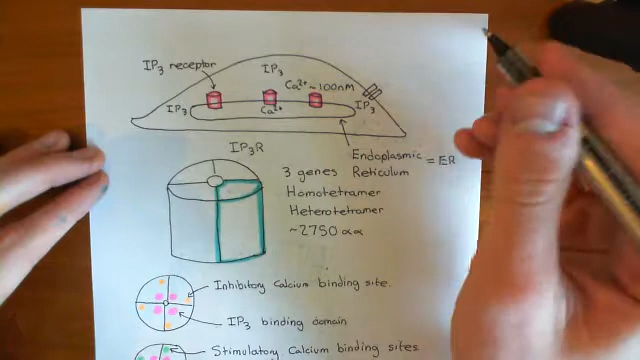 IP3 receptor
IP3
Ca2+ ~100nM
IP3
IP3
Ca2+
IP3R
Endoplasmic
Reticulum = ER
3 genes
Homotetramer
Heterotetramer
~2750 αα
Inhibitory Calcium binding site.
IP3 binding domain
Stimulatory Calcium binding sites